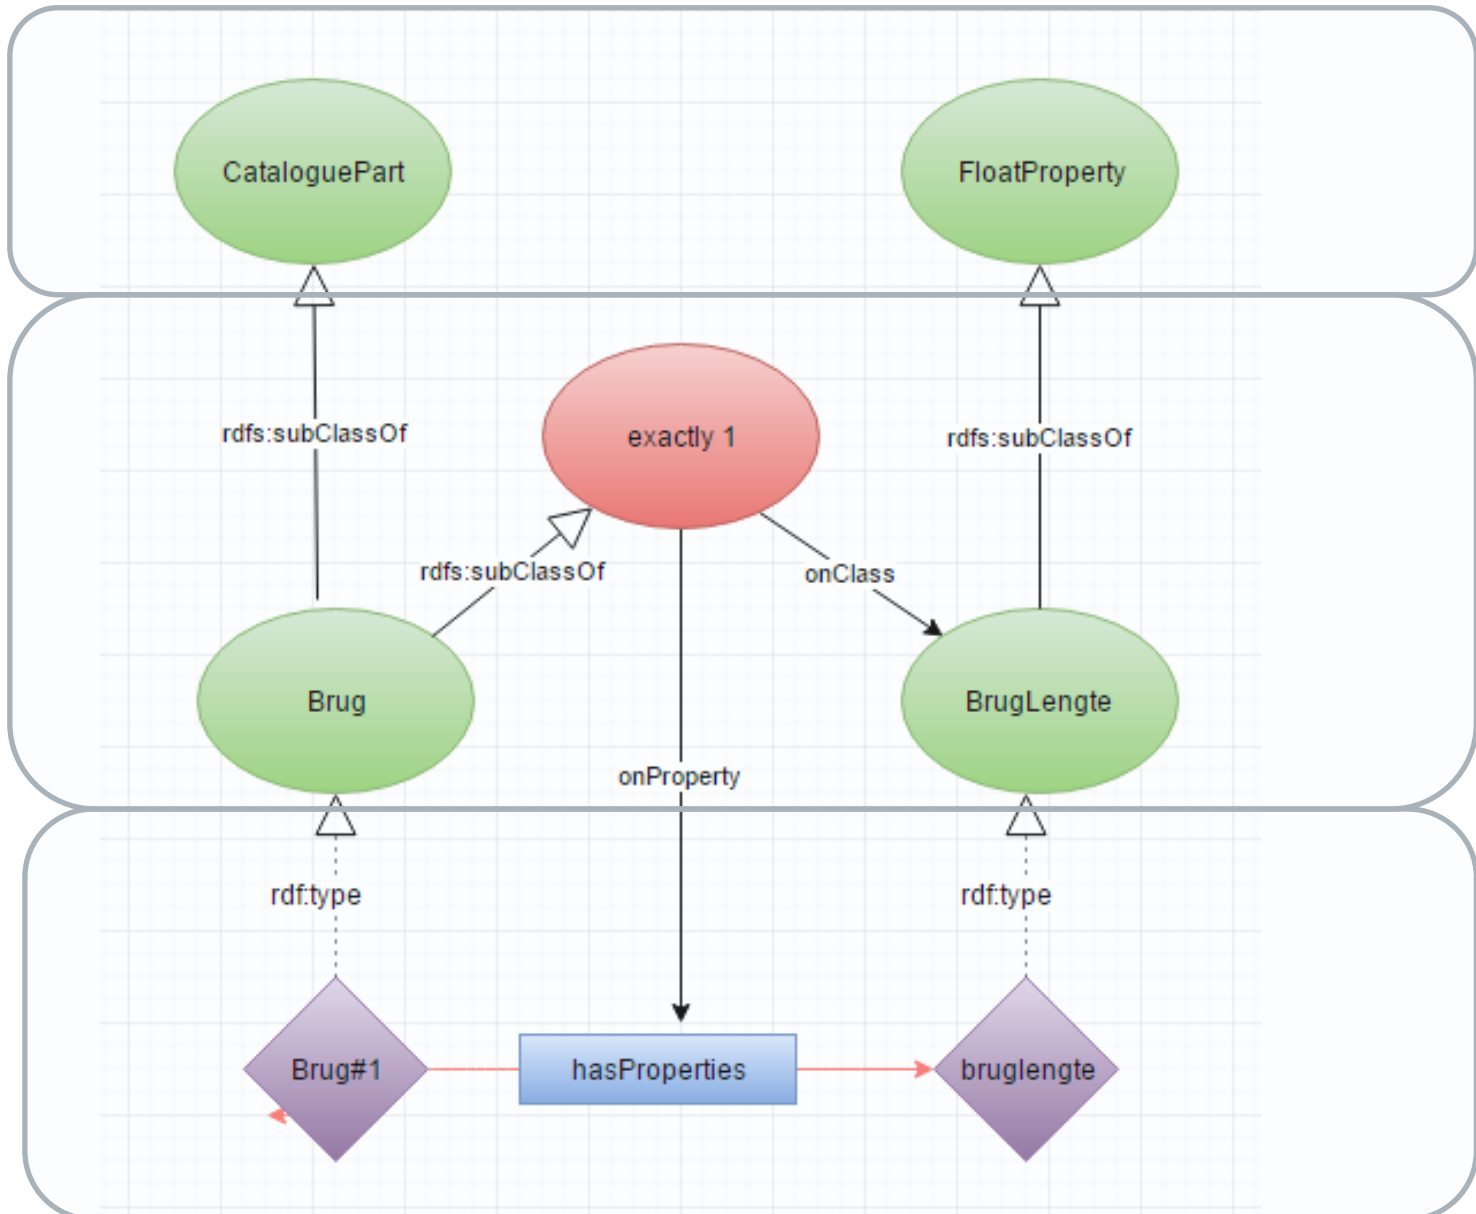 CataloguePart
FloatProperty
rdfs:subClassOf
exactly 1
rdfs:subClassOf
rdfs:subClassOf
onClass
Brug
BrugLengte
onProperty
rdf:type
rdf:type
Brug#1
hasProperties
bruglengte